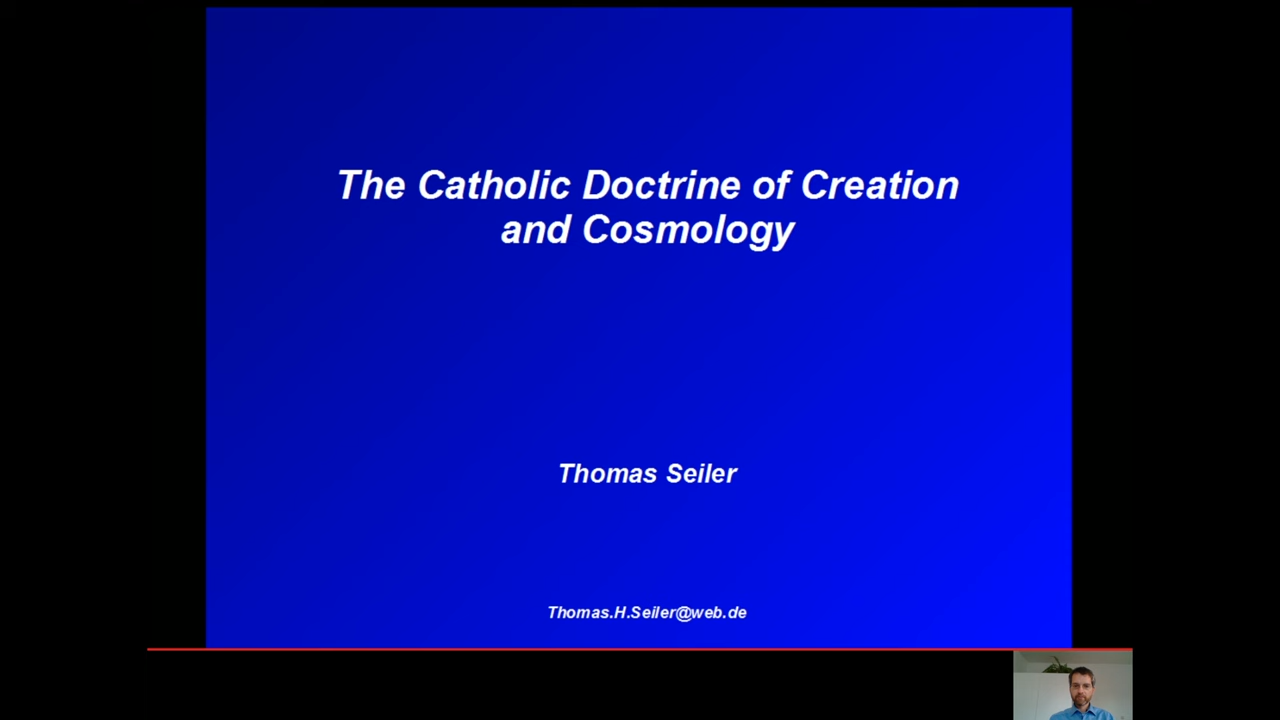 The Catholic Doctrine of Creation
and Cosmology
Thomas Seiler
Thomas.H.Seiler@web.de